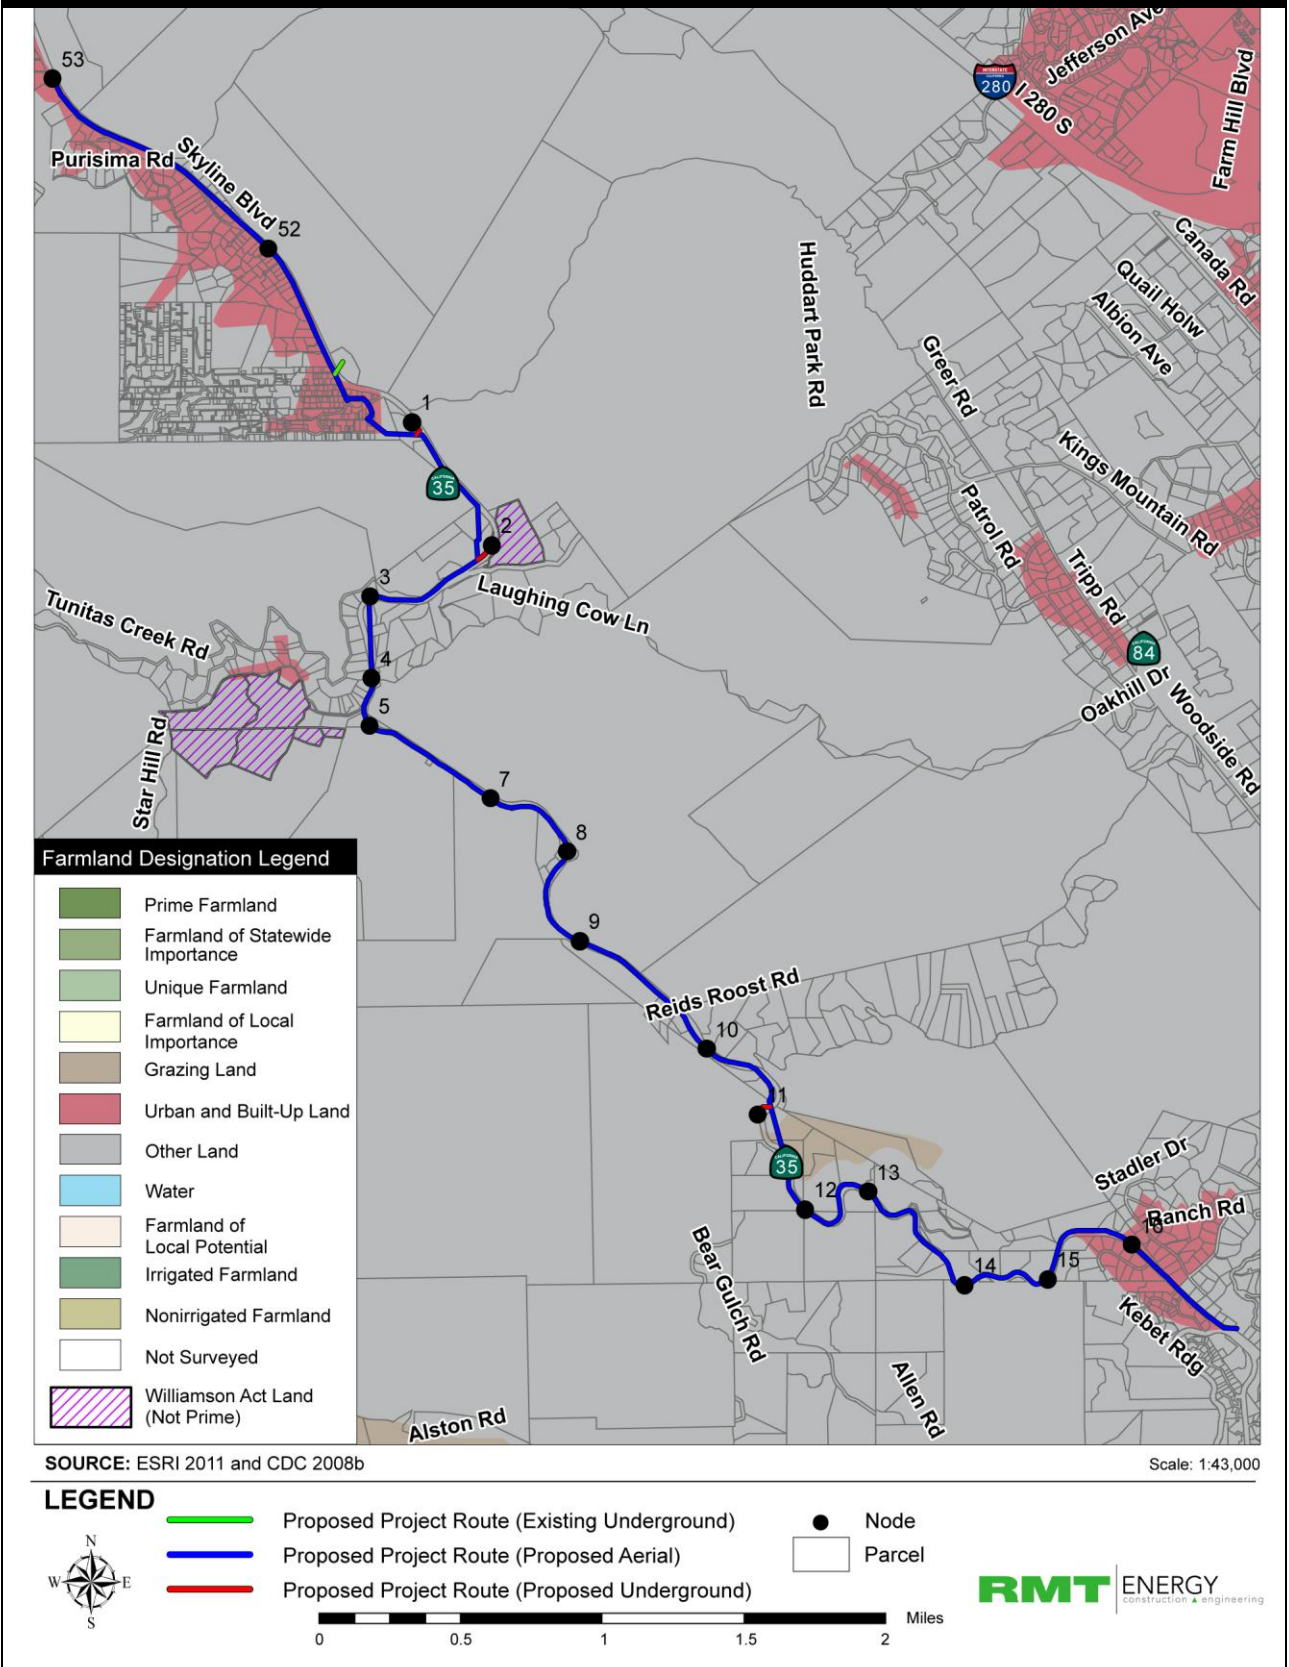 53
Purisima Rd
Skyline Blvd
52
280
I 280 S
Jefferson Ave
Farm Hill Blvd
Canada Rd
Quail Holw
Albion Ave
Huddart Park Rd
Greer Rd
Kings Mountain Rd
Patrol Rd
Tripp Rd
CALIFORNIA
84
Oakhill Dr
Woodside Rd
1
CALIFORNIA
35
2
3
Laughing Cow Ln
Tunitas Creek Rd
4
5
Star Hill Rd
7
8
9
Reids Roost Rd
10
11
CALIFORNIA
35
12
13
Stadler Dr
Ranch Rd
16
14
15
Bear Gulch Rd
Kebet Rdg
Allen Rd
Alston Rd
Farmland Designation Legend
Prime Farmland
Farmland of Statewide
Importance
Unique Farmland
Farmland of Local
Importance
Grazing Land
Urban and Built-Up Land
Other Land
Water
Farmland of
Local Potential
Irrigated Farmland
Nonirrigated Farmland
Not Surveyed
Williamson Act Land
(Not Prime)
SOURCE: ESRI 2011 and CDC 2008b
Scale: 1:43,000
LEGEND
N
W E
S
Proposed Project Route (Existing Underground)
Proposed Project Route (Proposed Aerial)
Proposed Project Route (Proposed Underground)
Node
Parcel
RMT ENERGY
construction & engineering
Miles
0 0.5 1 1.5 2